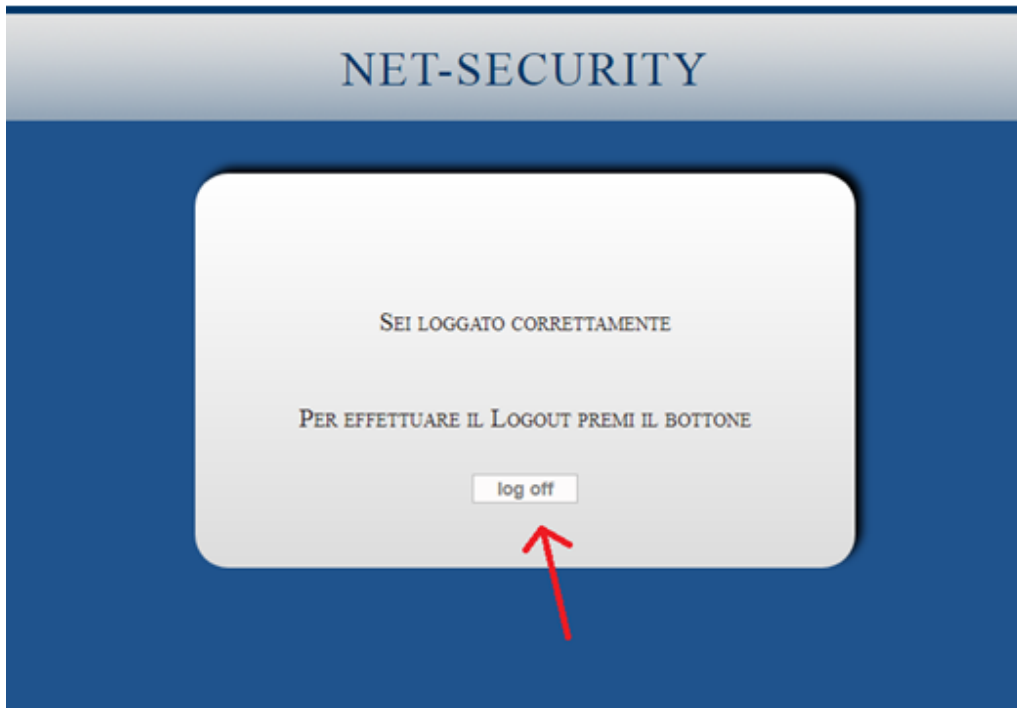 NET-SECURITY
Sei loggato correttamente
Per effettuare il Logout premi il bottone
log off